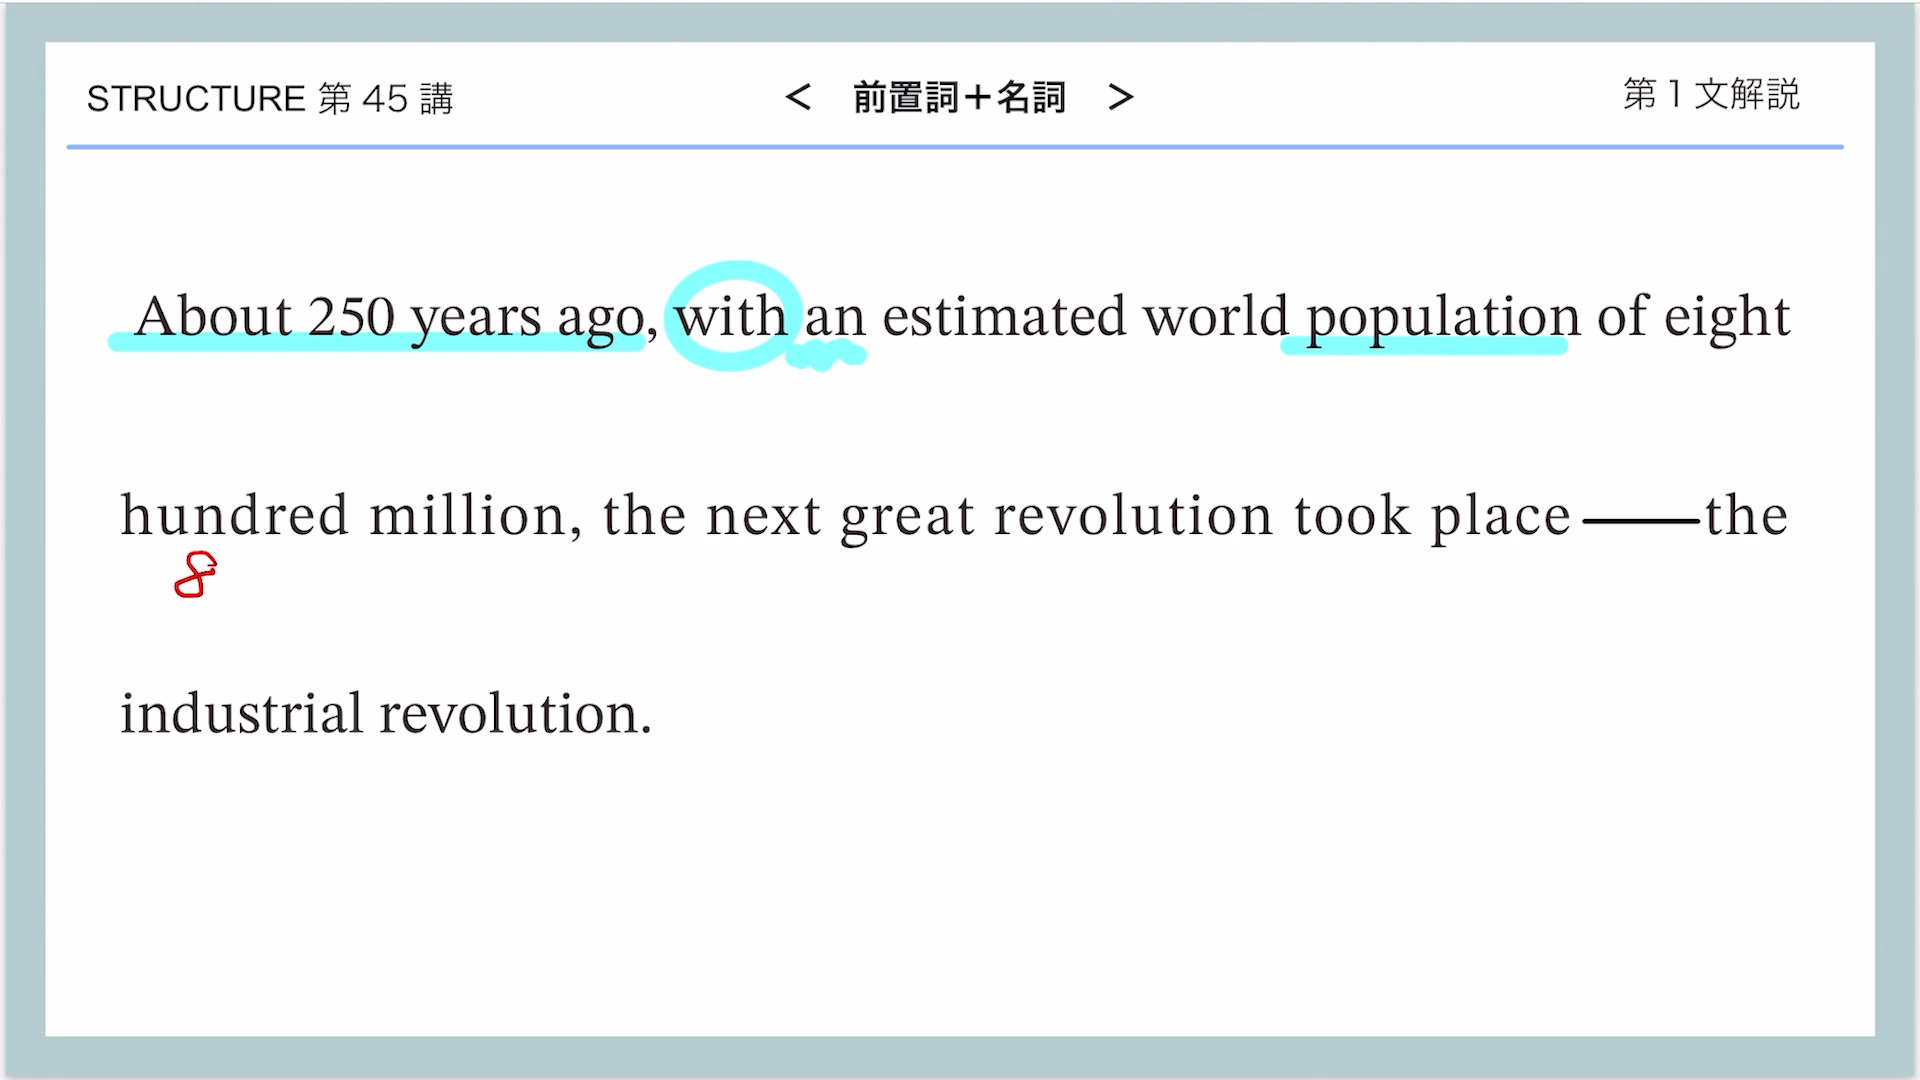 STRUCTURE 第 45 講
< 前置詞＋名詞 >
第 1 文解説
About 250 years ago, with an estimated world population of eight
hundred million, the next great revolution took place ——the
8
industrial revolution.